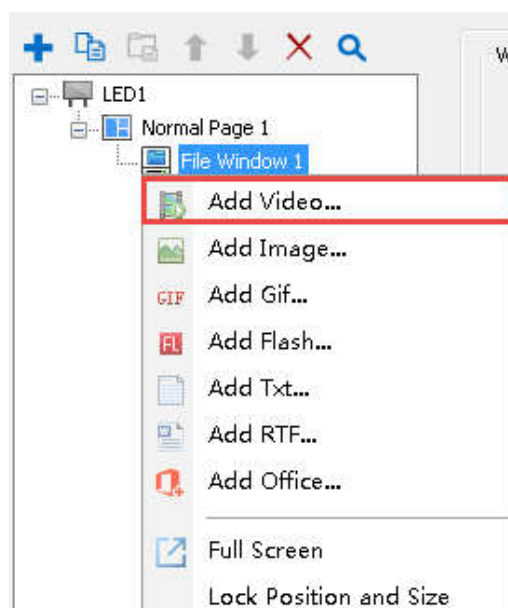 W
LED1
Normal Page 1
File Window 1
Add Video...
Add Image...
GIF Add Gif...
FL Add Flash...
Add Txt...
Add RTF...
Add Office...
Full Screen
Lock Position and Size